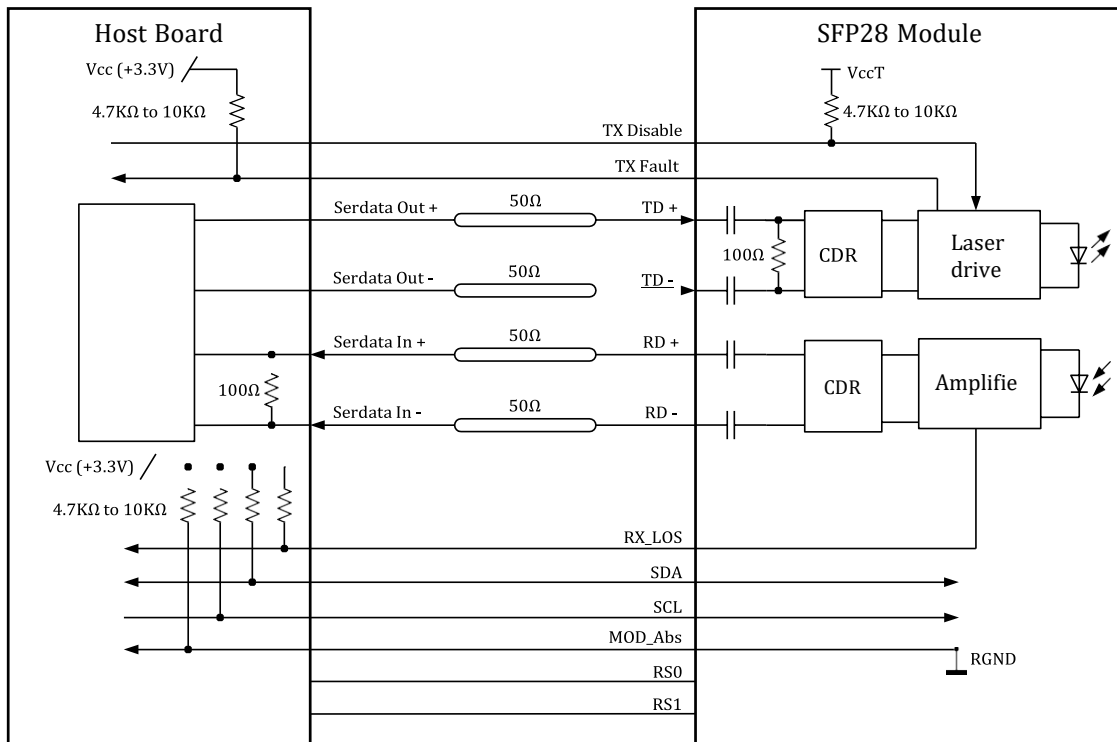 Host Board
SFP28 Module
Vcc (+3.3V)
VccT
4.7KΩ to 10KΩ
4.7KΩ to 10KΩ
TX Disable
TX Fault
Serdata Out +
50Ω
TD +
100Ω
CDR
Laser
drive
Serdata Out -
50Ω
TD -
Serdata In +
50Ω
RD +
100Ω
CDR
Amplifie
Serdata In -
50Ω
RD -
Vcc (+3.3V)
4.7KΩ to 10KΩ
RX_LOS
SDA
SCL
MOD_Abs
RGND
RS0
RS1